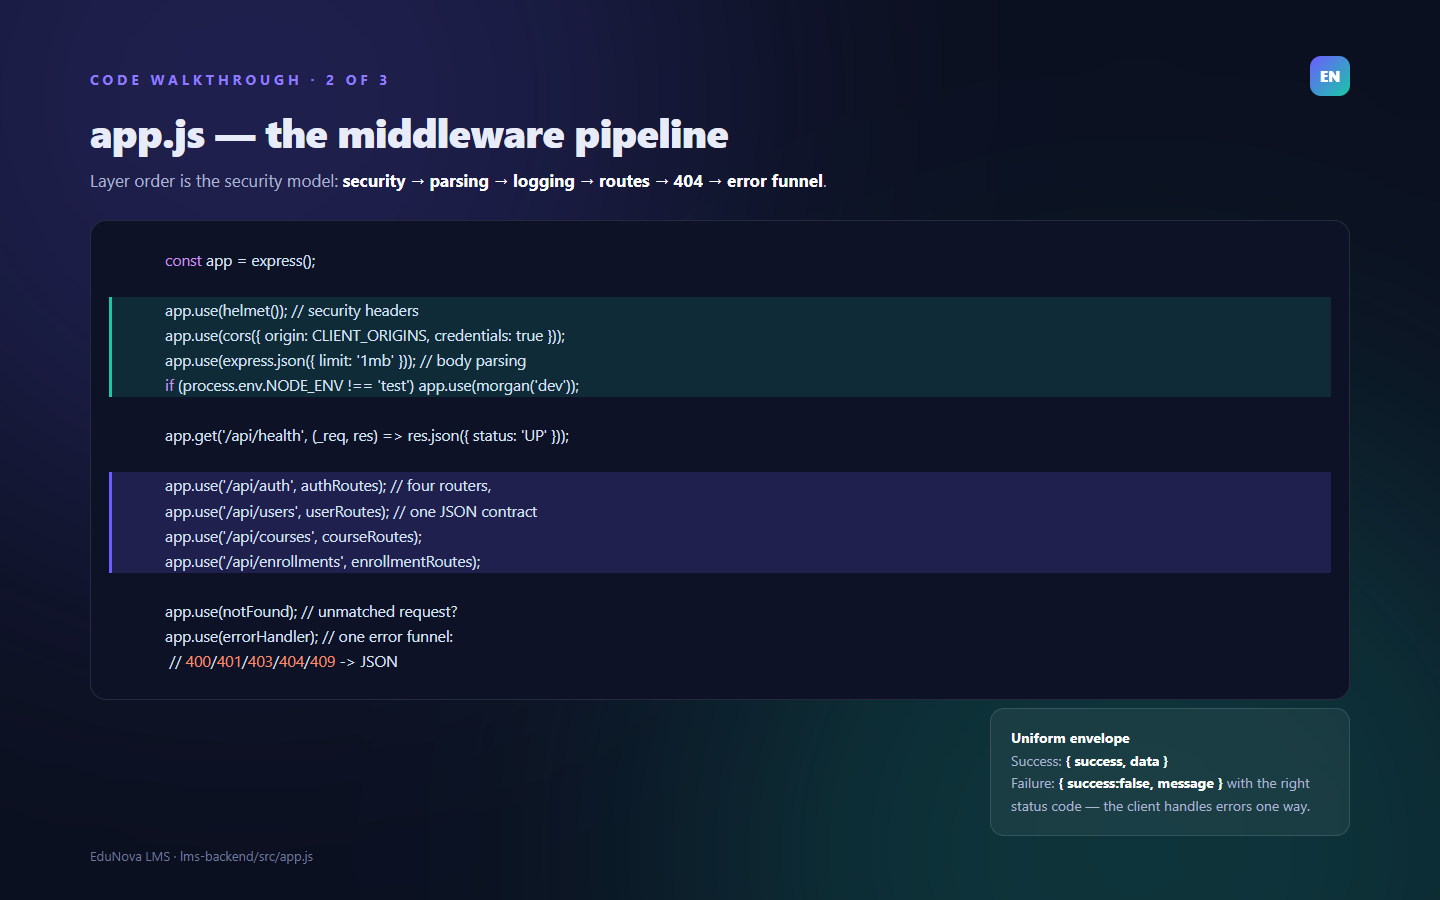 CODE WALKTHROUGH · 2 OF 3
EN
app.js — the middleware pipeline
Layer order is the security model: security → parsing → logging → routes → 404 → error funnel.
const app = express();
app.use(helmet()); // security headers
app.use(cors({ origin: CLIENT_ORIGINS, credentials: true }));
app.use(express.json({ limit: '1mb' })); // body parsing
if (process.env.NODE_ENV !== 'test') app.use(morgan('dev'));
app.get('/api/health', (_req, res) => res.json({ status: 'UP' }));
app.use('/api/auth', authRoutes); // four routers,
app.use('/api/users', userRoutes); // one JSON contract
app.use('/api/courses', courseRoutes);
app.use('/api/enrollments', enrollmentRoutes);
app.use(notFound); // unmatched request?
app.use(errorHandler); // one error funnel:
// 400/401/403/404/409 -> JSON
Uniform envelope
Success: { success, data }
Failure: { success:false, message } with the right
status code — the client handles errors one way.
EduNova LMS · lms-backend/src/app.js